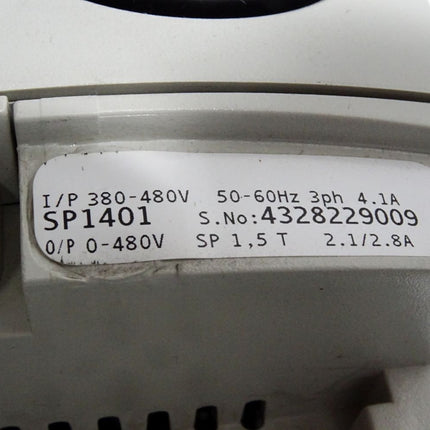 I/P 380-480V 50-60Hz 3ph 4.1A
SP1401 S.No:4328229009
O/P 0-480V SP 1,5 T 2.1/2.8A